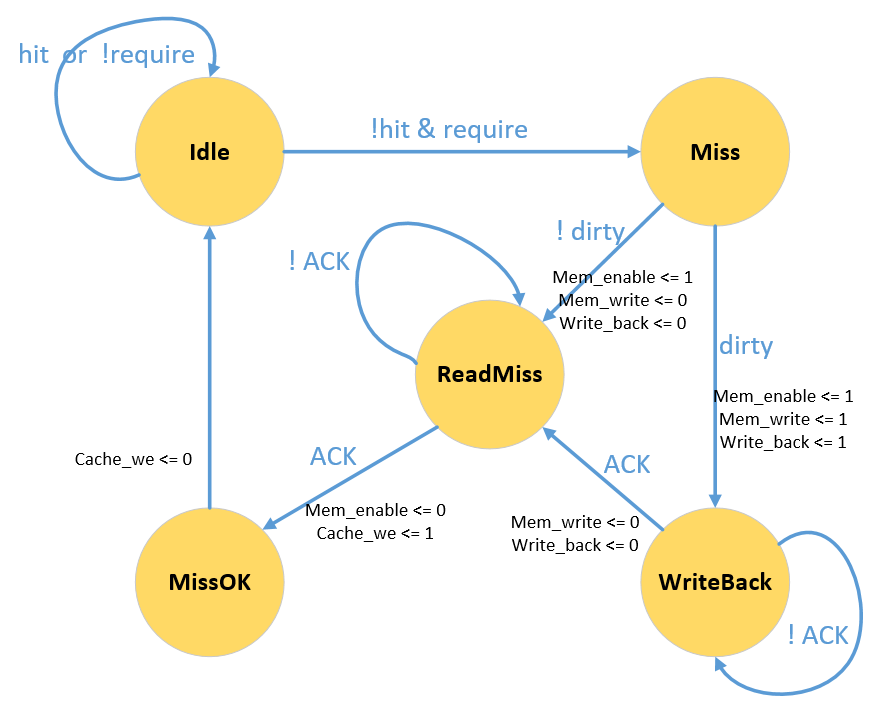 hit or !require
Idle
!hit & require
Miss
! dirty
! ACK
Mem_enable <= 1
Mem_write <= 0
Write_back <= 0
dirty
ReadMiss
Mem_enable <= 1
Mem_write <= 1
Write_back <= 1
Cache_we <= 0
ACK
ACK
Mem_enable <= 0
Cache_we <= 1
Mem_write <= 0
Write_back <= 0
MissOK
WriteBack
! ACK